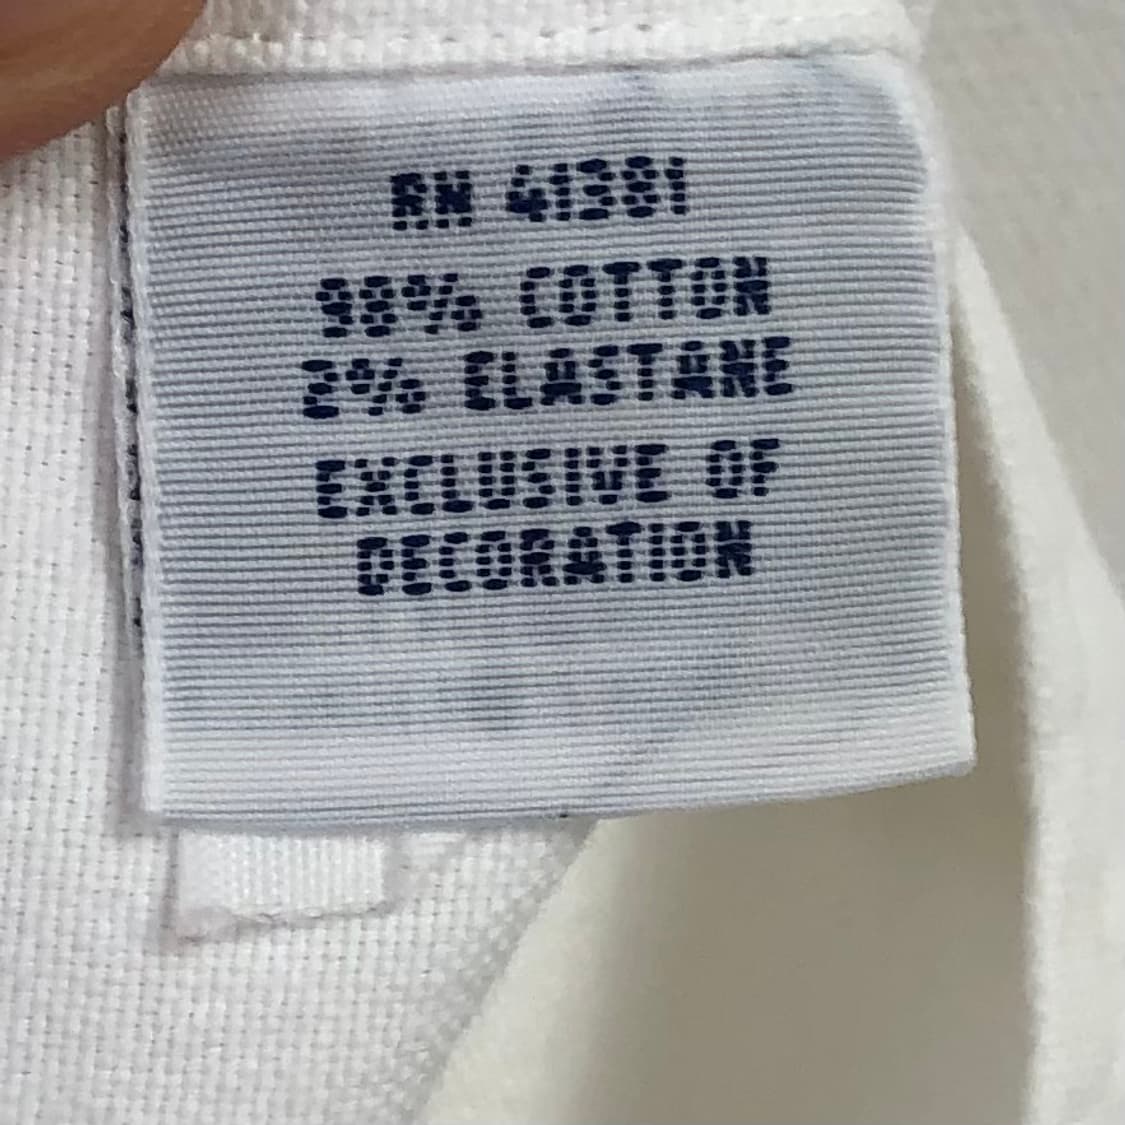 RN 41381
98% COTTON
2% ELASTANE
EXCLUSIVE OF
DECORATION